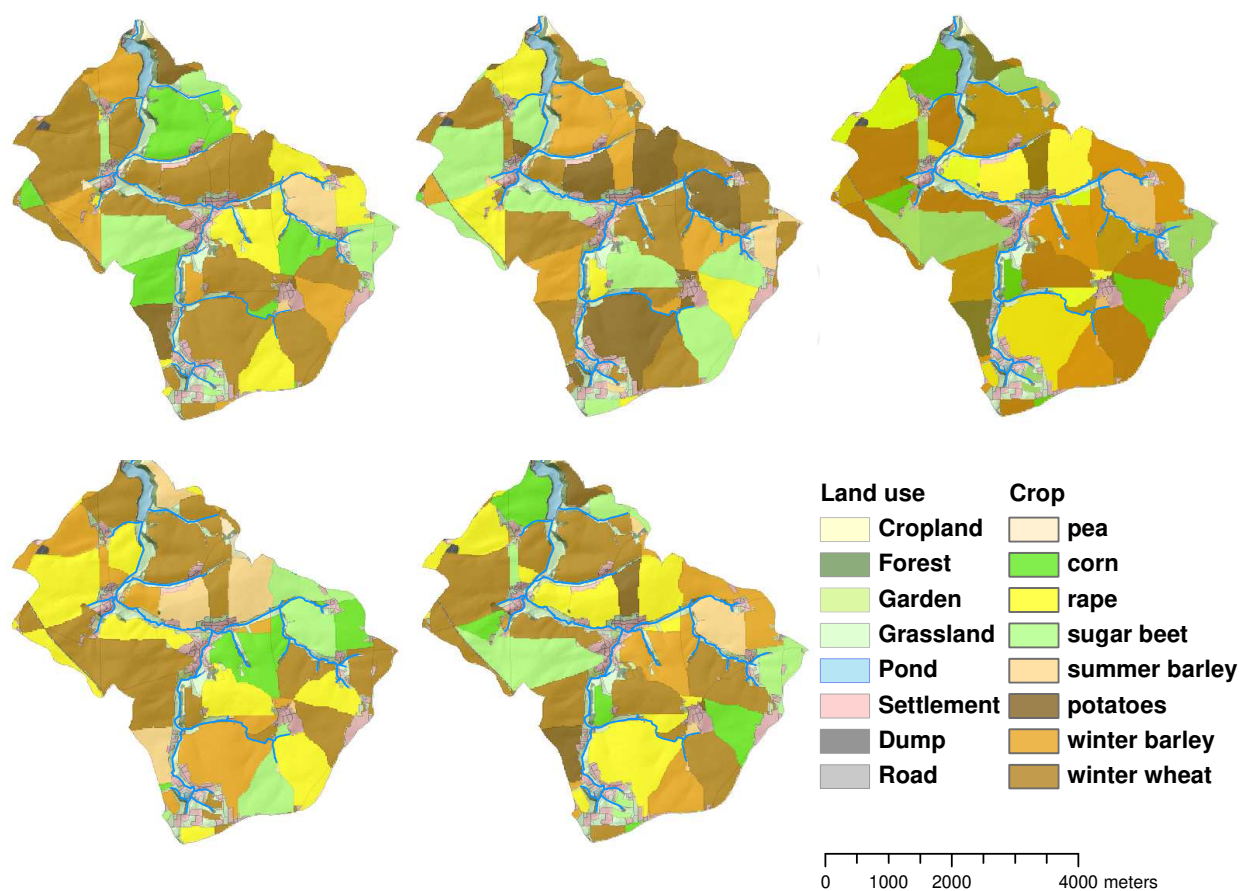 Land use Crop
Cropland pea
Forest corn
Garden rape
Grassland sugar beet
Pond summer barley
Settlement potatoes
Dump winter barley
Road winter wheat
0 1000 2000 4000 meters